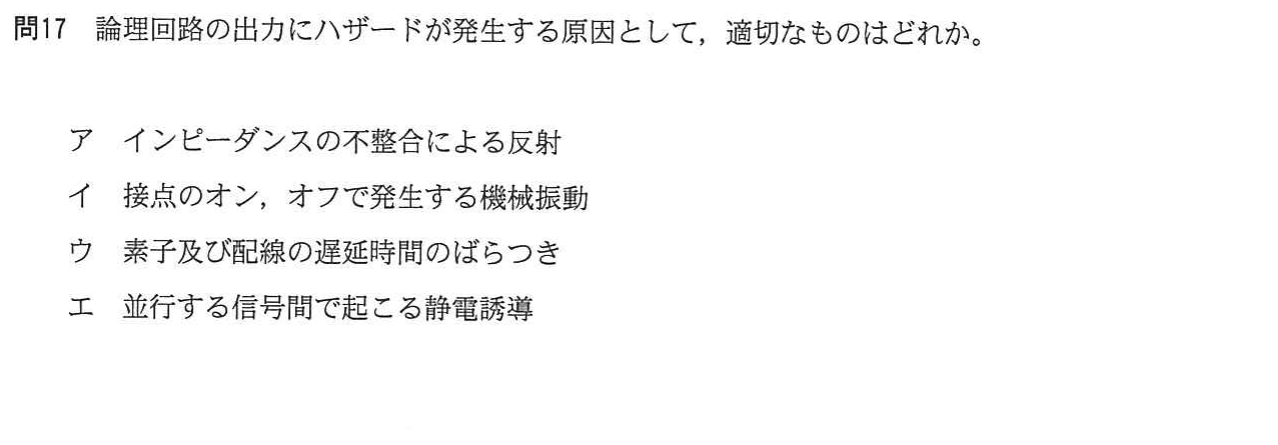 問17　論理回路の出力にハザードが発生する原因として，適切なものはどれか。
ア　インピーダンスの不整合による反射
イ　接点のオン，オフで発生する機械振動
ウ　素子及び配線の遅延時間のばらつき
エ　並行する信号間で起こる静電誘導